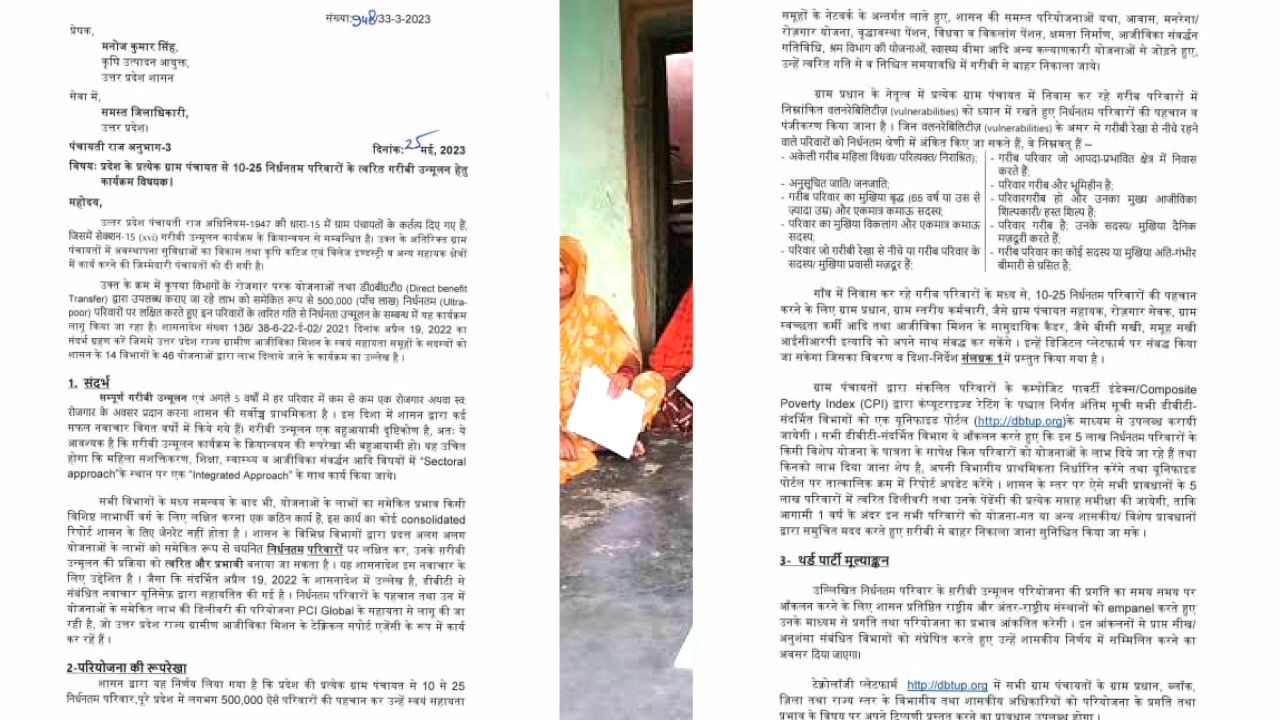 संख्या:948/33-3-2023
प्रेषक,
मनोज कुमार सिंह,
कृषि उत्पादन आयुक्त,
उत्तर प्रदेश शासन
सेवा में,
समस्त जिलाधिकारी,
उत्तर प्रदेश।
पंचायती राज अनुभाग-3
दिनांक: 25 मई, 2023
विषयः प्रदेश के प्रत्येक ग्राम पंचायत से 10-25 निर्धनतम परिवारों के त्वरित गरीबी उन्मूलन हेतु
कार्यक्रम विषयक।
महोदय,
उत्तर प्रदेश पंचायती राज अधिनियम-1947 की धारा-15 में ग्राम पंचायतों के कर्तव्य दिए गए हैं,
जिसमें सेक्शन-15 (xvi) गरीबी उन्मूलन कार्यक्रम के क्रियान्वयन से सम्बन्धित है। उक्त के अतिरिक्त ग्राम
पंचायतों में अवस्थापना सुविधाओं का विकास तथा कृषि कटिज एवं विलेज इण्डस्ट्री व अन्य सहायक क्षेत्रों
में कार्य करने की जिम्मेदारी पंचायतों को दी गयी है।
उक्त के क्रम में कृपया विभागों के रोजगार परक योजनाओं तथा डी0बी0टी0 (Direct benefit
Transfer) द्वारा उपलब्ध कराए जा रहे लाभ को समेकित रूप से 500,000 (पाँच लाख) निर्धनतम (Ultra-
poor) परिवारों पर लक्षित करते हुए इन परिवारों के त्वरित गति से निर्धनता उन्मूलन के सम्बन्ध में यह कार्यक्रम
लागू किया जा रहा है। शासनादेश संख्या 136/ 38-6-22-ई-02/ 2021 दिनांक अप्रैल 19, 2022 का
संदर्भ ग्रहण करें जिसमे उत्तर प्रदेश राज्य ग्रामीण आजीविका मिशन के स्वयं सहायता समूहों के सदस्यों को
शासन के 14 विभागों के 46 योजनाओं द्वारा लाभ दिलाये जाने के कार्यक्रम का उल्लेख है ।
1. संदर्भ
सम्पूर्ण गरीबी उन्मूलन एवं अगले 5 वर्षों में हर परिवार में कम से कम एक रोजगार अथवा स्व:
रोजगार के अवसर प्रदान करना शासन की सर्वोच्च प्राथमिकता है । इस दिशा में शासन द्वारा कई
सफल नवाचार विगत वर्षों में किये गये हैं। गरीबी उन्मूलन एक बहुआयामी दृष्टिकोण है, अतः ये
आवश्यक है कि गरीबी उन्मूलन कार्यक्रम के क्रियान्वयन की रूपरेखा भी बहुआयामी हो। यह उचित
होगा कि महिला सशक्तिकरण, शिक्षा, स्वास्थ्य व आजीविका संवर्द्धन आदि विषयों में "Sectoral
approach"के स्थान पर एक "Integrated Approach" के साथ कार्य किया जाये।
सभी विभागों के मध्य समन्वय के बाद भी, योजनाओं के लाभों का समेकित प्रभाव किसी
विशिष्ट लाभार्थी वर्ग के लिए लक्षित करना एक कठिन कार्य है, इस कार्य का कोई consolidated
रिपोर्ट शासन के लिए जेनरेट नहीं होता है । शासन के विभिन्न विभागों द्वारा प्रदत्त अलग अलग
योजनाओं के लाभों को समेकित रूप से चयनित निर्धनतम परिवारों पर लक्षित कर, उनके ग़रीबी
उन्मूलन की प्रक्रिया को त्वरित और प्रभावी बनाया जा सकता है । यह शासनादेश इस नवाचार के
लिए उद्देशित है । जैसा कि संदर्भित अप्रैल 19, 2022 के शासनादेश में उल्लेख है, डीबीटी से
संबंधित नवाचार यूनिसेफ़ द्वारा सहायतित की गई है । निर्धनतम परिवारों के पहचान तथा उन में
योजनाओं के समेकित लाभ की डिलीवरी की परियोजना PCI Global के सहायता से लागू की जा
रही है, जो उत्तर प्रदेश राज्य ग्रामीण आजीविका मिशन के टेक्निकल सपोर्ट एजेंसी के रूप में कार्य
कर रहें हैं ।
2-परियोजना की रूपरेखा
शासन द्वारा यह निर्णय लिया गया है कि प्रदेश की प्रत्येक ग्राम पंचायत से 10 से 25
निर्धनतम परिवार,पूरे प्रदेश में लगभग 500,000 ऐसे परिवारों की पहचान कर उन्हें स्वयं सहायता
समूहों के नेटवर्क के अन्तर्गत लाते हुए, शासन की समस्त परियोजनाओं यथा, आवास, मनरेगा/
रोज़गार योजना, वृद्धावस्था पेंशन, विधवा व विकलांग पेंशन, क्षमता निर्माण, आजीविका संवर्द्धन
गतिविधि, श्रम विभाग की योजनाओं, स्वास्थ्य बीमा आदि अन्य कल्याणकारी योजनाओं से जोड़ते हुए,
उन्हें त्वरित गति से व निश्चित समयावधि में गरीबी से बाहर निकाला जाये।
ग्राम प्रधान के नेतृत्व में प्रत्येक ग्राम पंचायत में निवास कर रहे गरीब परिवारों में
निम्नांकित वलनरेबिलिटीज़ (vulnerabilities) को ध्यान में रखते हुए निर्धनतम परिवारों की पहचान व
पंजीकरण किया जाना है । जिन वलनरेबिलिटीज़ (vulnerabilities) के असर से गरीबी रेखा से नीचे रहने
वाले परिवारों को निर्धनतम श्रेणी में अंकित किए जा सकते हैं, वे निम्नवत् हैं –
- अकेली गरीब महिला विधवा/ परित्यक्त/ निराश्रित);
- अनुसूचित जाति/ जनजाति;
- गरीब परिवार का मुखिया बृद्ध (65 वर्ष या उस से
ज़्यादा उम्र) और एकमात्र कमाऊ सदस्य;
- परिवार का मुखिया विकलांग और एकमात्र कमाऊ
सदस्य;
- परिवार जो गरीबी रेखा से नीचे या गरीब परिवार के
सदस्य/ मुखिया प्रवासी मजदूर हैं;
- गरीब परिवार जो आपदा-प्रभावित क्षेत्र में निवास
करते हैं;
- परिवार गरीब और भूमिहीन है;
- परिवारगरीब हो और उनका मुख्य आजीविका
शिल्पकारी/ हस्त शिल्प है;
- परिवार गरीब है; उनके सदस्य/ मुखिया दैनिक
मज़दूरी करते हैं;
- गरीब परिवार का कोई सदस्य या मुखिया अति-गंभीर
बीमारी से ग्रसित है;
गाँव में निवास कर रहे गरीब परिवारों के मध्य से, 10-25 निर्धनतम परिवारों की पहचान
करने के लिए ग्राम प्रधान, ग्राम स्तरीय कर्मचारी, जैसे ग्राम पंचायत सहायक, रोज़गार सेवक, ग्राम
स्वच्छता कर्मी आदि तथा आजीविका मिशन के सामुदायिक कैडर, जैसे बीसी सखी, समूह सखी
आईसीआरपी इत्यादि को अपने साथ संबद्ध कर सकेंगे । इन्हें डिजिटल प्लेटफार्म पर संबद्ध किया
जा सकेगा जिसका विवरण व दिशा-निर्देश संलग्नक 1में प्रस्तुत किया गया है ।
ग्राम पंचायतों द्वारा संकलित परिवारों के कम्पोजिट पावर्टी इंडेक्स/Composite
Poverty Index (CPI) द्वारा कंप्यूटराइज्ड रेटिंग के पश्चात निर्गत अंतिम सूची सभी डीबीटी-
संदर्भित विभागों को एक यूनिफाइड पोर्टल (http://dbtup.org)के माध्यम से उपलब्ध करायी
जायेगी । सभी डीबीटी-संदर्भित विभाग ये आँकलन करते हुए कि इन 5 लाख निर्धनतम परिवारों के
किसी विशेष योजना के पात्रता के सापेक्ष किन परिवारों को योजना के लाभ दिये जा रहे हैं तथा
किनको लाभ दिया जाना शेष है, अपनी विभागीय प्राथमिकता निर्धारित करेंगे तथा यूनिफाइड
पोर्टल पर तात्कालिक क्रम में रिपोर्ट अपडेट करेंगे । शासन के स्तर पर ऐसे सभी प्रावधानों के 5
लाख परिवारों में त्वरित डिलीवरी तथा उनके पेंडेंसी की प्रत्येक सप्ताह समीक्षा की जायेगी, ताकि
आगामी 1 वर्ष के अंदर इन सभी परिवारों को योजना-गत या अन्य शासकीय/ विशेष प्रावधानों
द्वारा समुचित मदद करते हुए ग़रीबी से बाहर निकाला जाना सुनिश्चित किया जा सके ।
3- थर्ड पार्टी मूल्याङ्कन
उल्लिखित निर्धनतम परिवार के ग़रीबी उन्मूलन परियोजना की प्रगति का समय समय पर
आँकलन करने के लिए शासन प्रतिष्ठित राष्ट्रीय और अंतर-राष्ट्रीय संस्थानों को empanel करते हुए
उनके माध्यम से प्रगति तथा परियोजना का प्रभाव आंकलित करेगी । इन आंकलनों से प्राप्त सीख/
अनुशंसा संबंधित विभागों को संप्रेषित करते हुए उन्हें शासकीय निर्णय में सम्मिलित करने का
अवसर दिया जाएगा।
टेक्नोलॉजी प्लेटफार्म http://dbtup.org में सभी ग्राम पंचायतों के ग्राम प्रधान, ब्लॉक,
ज़िला तथा राज्य स्तर के विभागीय तथा शासकीय अधिकारियों को परियोजना के प्रगति तथा
प्रभाव के विषय पर अपने टिप्पणी प्रस्तुत करने का प्रावधान उपलब्ध होगा ।